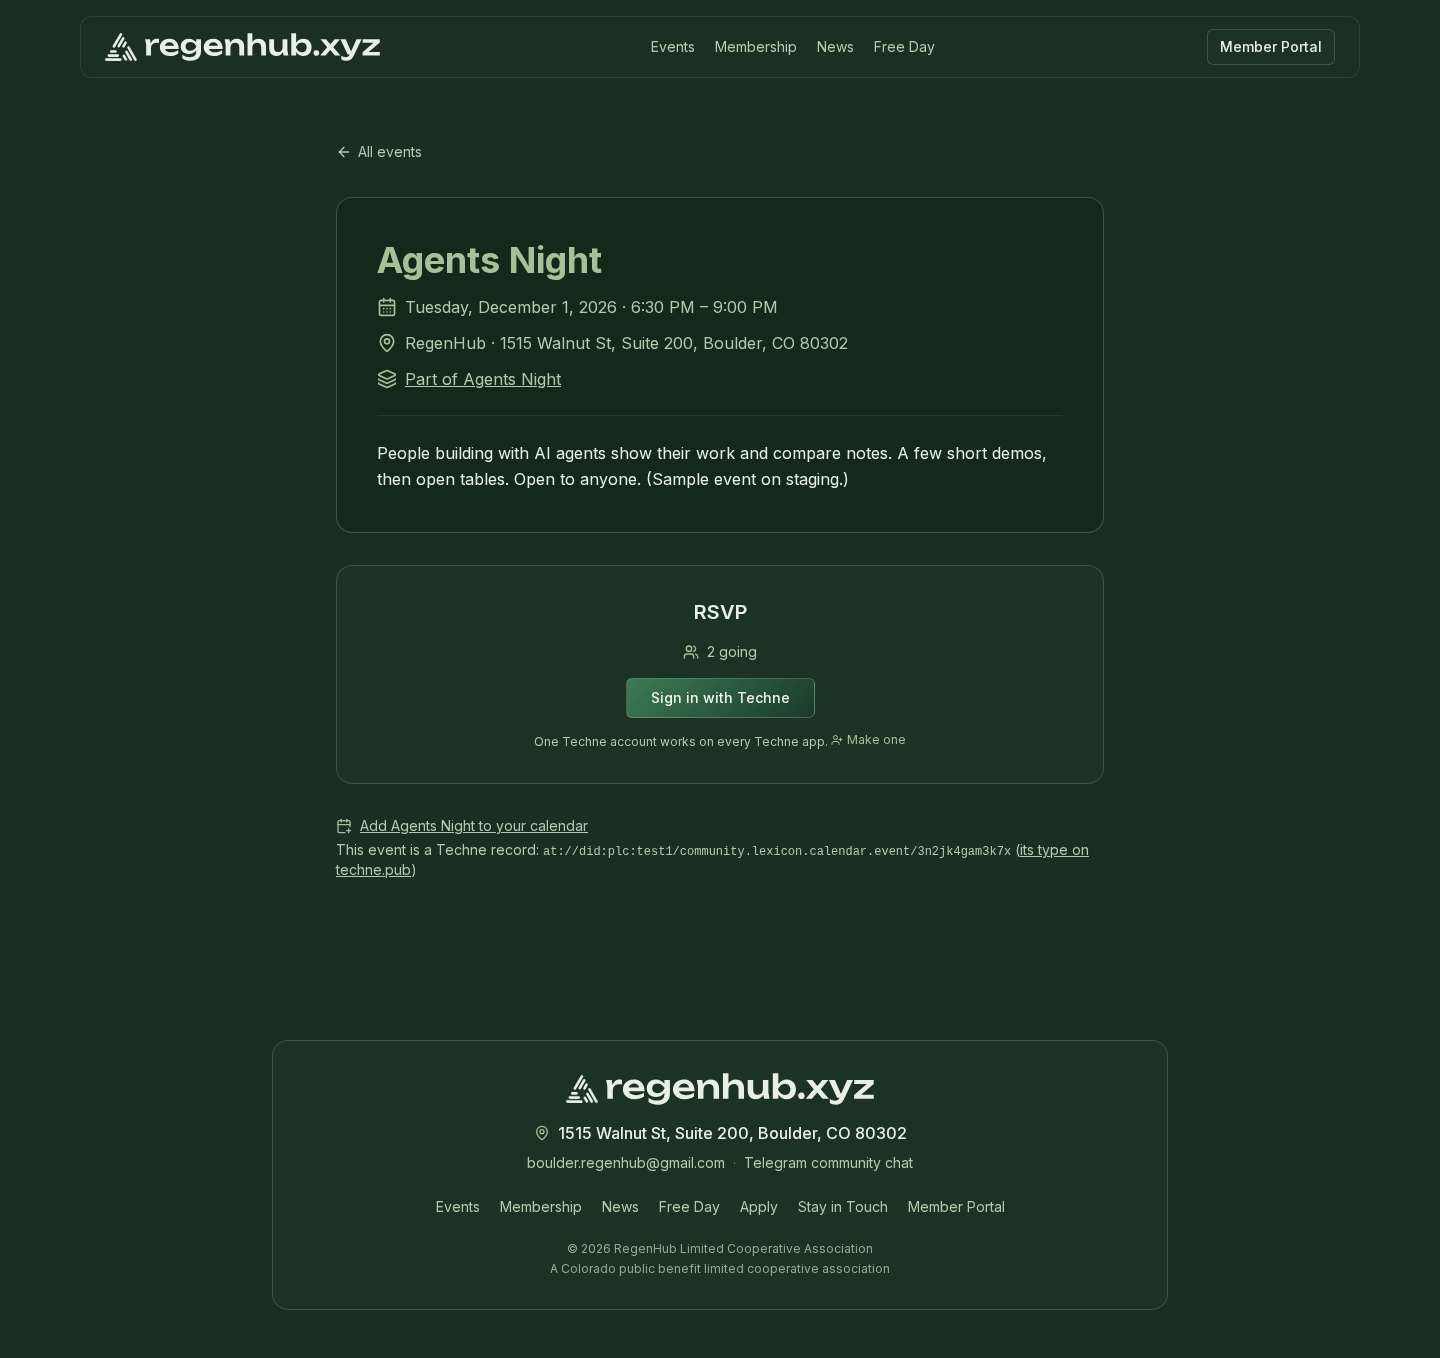 regenhub.xyz
Events Membership News Free Day
Member Portal
All events
Agents Night
Tuesday, December 1, 2026 · 6:30 PM – 9:00 PM
RegenHub · 1515 Walnut St, Suite 200, Boulder, CO 80302
Part of Agents Night
People building with AI agents show their work and compare notes. A few short demos,
then open tables. Open to anyone. (Sample event on staging.)
RSVP
2 going
Sign in with Techne
One Techne account works on every Techne app. Make one
Add Agents Night to your calendar
This event is a Techne record: at://did:plc:test1/community.lexicon.calendar.event/3n2jk4gam3k7x (its type on
techne.pub)
regenhub.xyz
1515 Walnut St, Suite 200, Boulder, CO 80302
boulder.regenhub@gmail.com · Telegram community chat
Events Membership News Free Day Apply Stay in Touch Member Portal
© 2026 RegenHub Limited Cooperative Association
A Colorado public benefit limited cooperative association